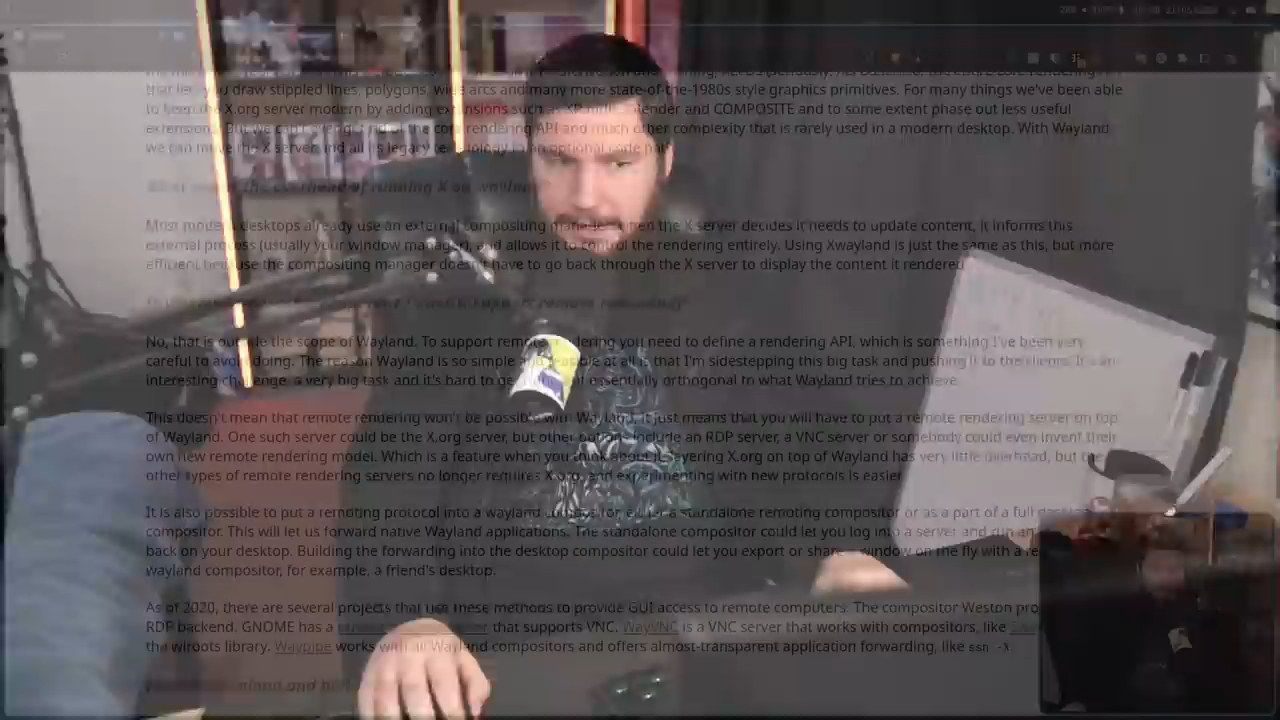 that lets you draw stippled lines, polygons, wide arcs and many more state-of-the-1980s style graphics primitives. For many things we've been able
to keep the X.org server modern by adding extensions such as XRandR, XRender and COMPOSITE and to some extent phase out less useful
extensions. But we can't ever get rid of the core rendering API and much other complexity that is rarely used in a modern desktop. With Wayland
we can move the X server and all its legacy technology to an optional code path.
What is the overhead of running X on wayland
Most modern desktops already use an external compositing manager. When the X server decides it needs to update content, it informs this
external process (usually your window manager), and allows it to control the rendering entirely. Using Xwayland is just the same as this, but more
efficient because the compositing manager doesn't have to go back through the X server to display the content it rendered
No, that is outside the scope of Wayland. To support remote rendering you need to define a rendering API, which is something I've been very
careful to avoid doing. The reason Wayland is so simple and feasible at all is that I'm sidestepping this big task and pushing it to the clients. It's an
interesting challenge, a very big task and it's hard to get right, but essentially orthogonal to what Wayland tries to achieve.
This doesn't mean that remote rendering won't be possible with Wayland, it just means that you will have to put a remote rendering server on top
of Wayland. One such server could be the X.org server, but other options include an RDP server, a VNC server or somebody could even invent their
own new remote rendering model. Which is a feature when you think about it; layering X.org on top of Wayland has very little overhead, but the
other types of remote rendering servers no longer requires X.org, and experimenting with new protocols is easier.
It is also possible to put a remoting protocol into a wayland compositor, either a standalone remoting compositor or as a part of a full desktop
compositor. This will let us forward native Wayland applications. The standalone compositor could let you log into a server and run an
back on your desktop. Building the forwarding into the desktop compositor could let you export or share a window on the fly with a
wayland compositor, for example, a friend's desktop.
As of 2020, there are several projects that use these methods to provide GUI access to remote computers. The compositor Weston
RDP backend. GNOME has a that supports VNC. WayVNC is a VNC server that works with compositors, like
the wlroots library. Waypipe works with all Wayland compositors and offers almost-transparent application forwarding, like ssh -X.